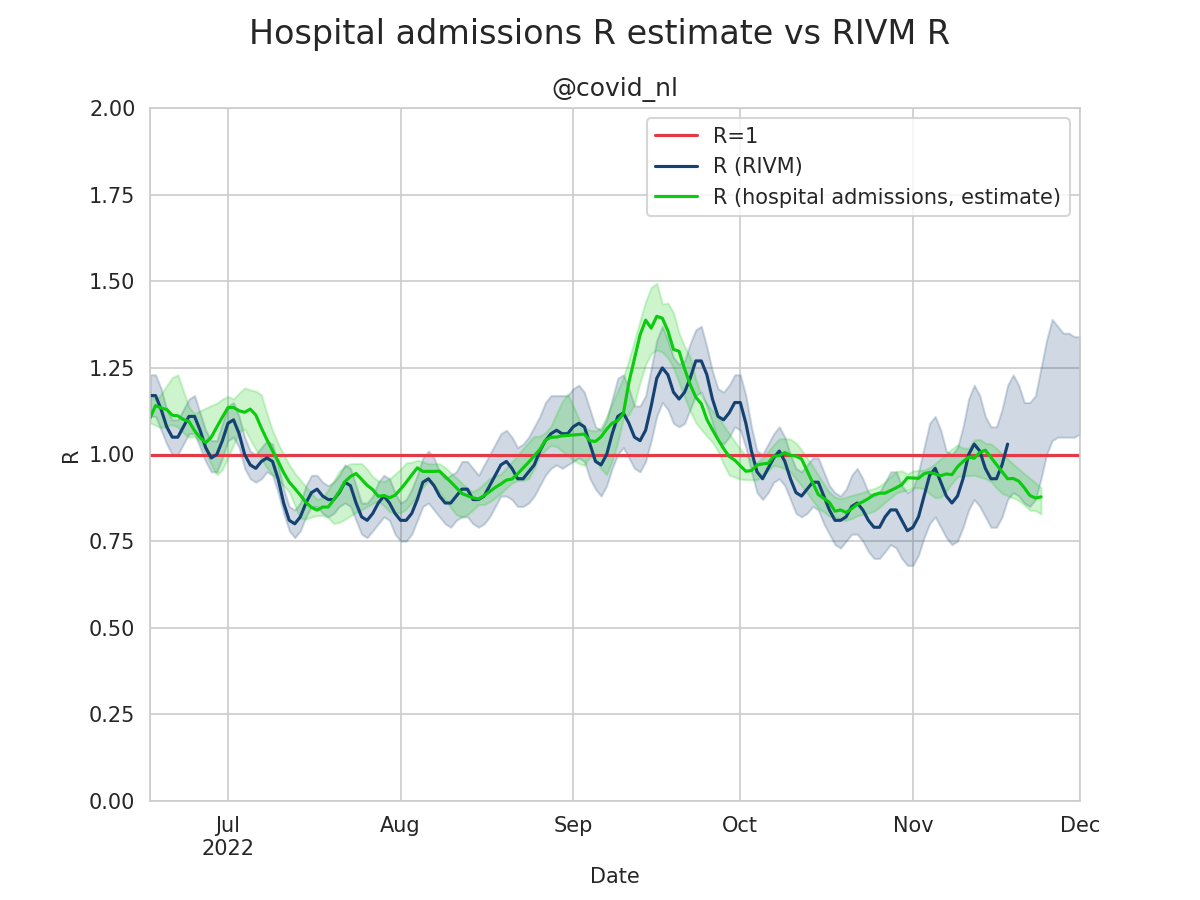 Hospital admissions R estimate vs RIVM R
@covid_nl
R=1
R (RIVM)
R (hospital admissions, estimate)
2.00
1.75
1.50
1.25
1.00
0.75
0.50
0.25
0.00
R
Jul
2022
Aug
Sep
Oct
Nov
Dec
Date